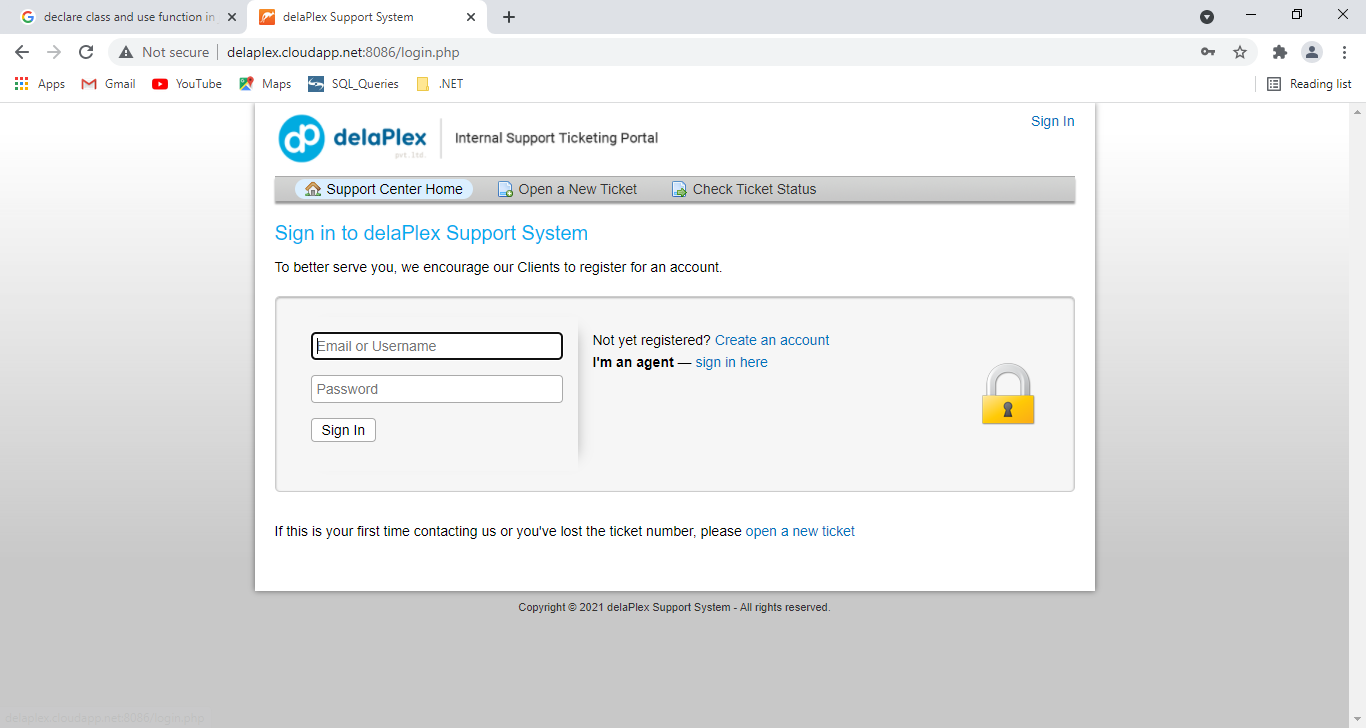 declare class and use function in
delaPlex Support System
Not secure
delaplex.cloudapp.net:8086/login.php
Apps
Gmail
YouTube
Maps
SQL_Queries
.NET
Reading list
dp delaPlex
pvt.ltd.
Internal Support Ticketing Portal
Sign In
Support Center Home
Open a New Ticket
Check Ticket Status
Sign in to delaPlex Support System
To better serve you, we encourage our Clients to register for an account.
Email or Username
Password
Sign In
Not yet registered? Create an account
I'm an agent — sign in here
If this is your first time contacting us or you've lost the ticket number, please open a new ticket
Copyright © 2021 delaPlex Support System - All rights reserved.
delaplex.cloudapp.net:8086/login.php